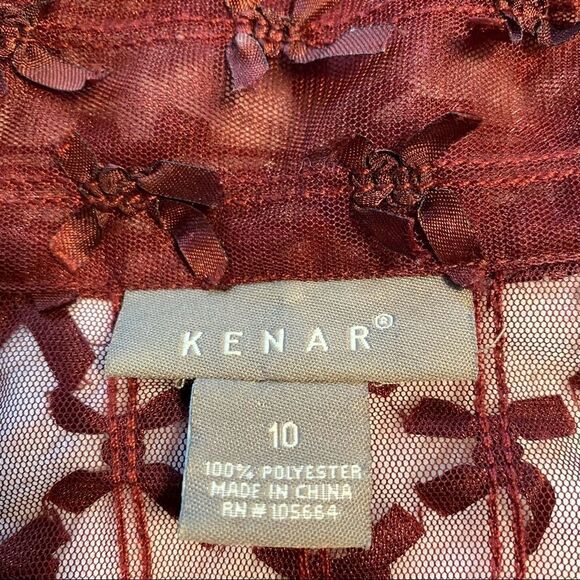 KENAR®
10
100% POLYESTER
MADE IN CHINA
RN # 105664